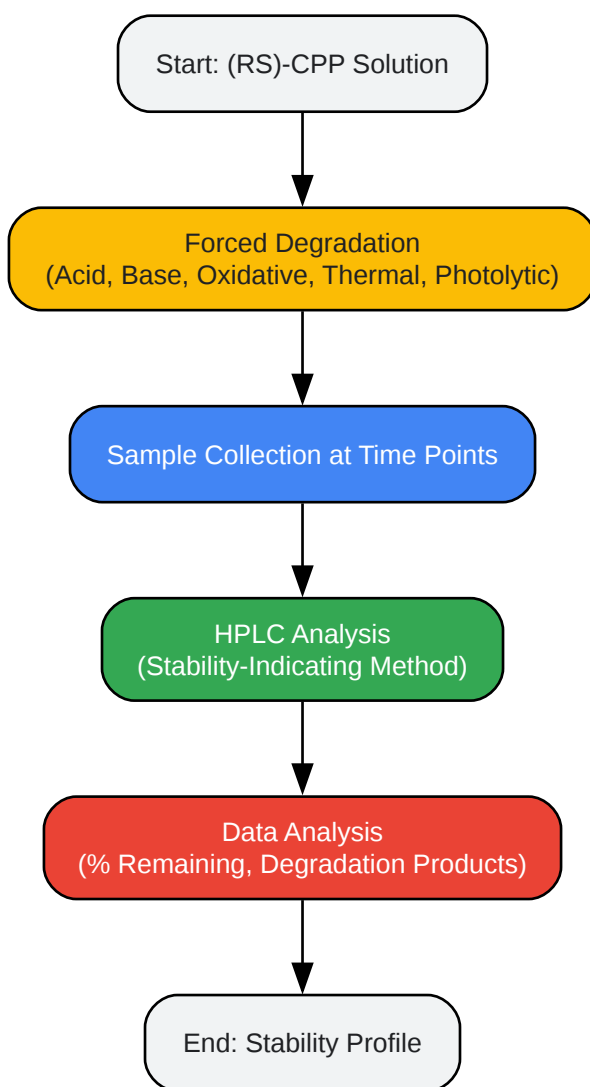 Start: (RS)-CPP Solution
Forced Degradation
(Acid, Base, Oxidative, Thermal, Photolytic)
Sample Collection at Time Points
HPLC Analysis
(Stability-Indicating Method)
Data Analysis
(% Remaining, Degradation Products)
End: Stability Profile